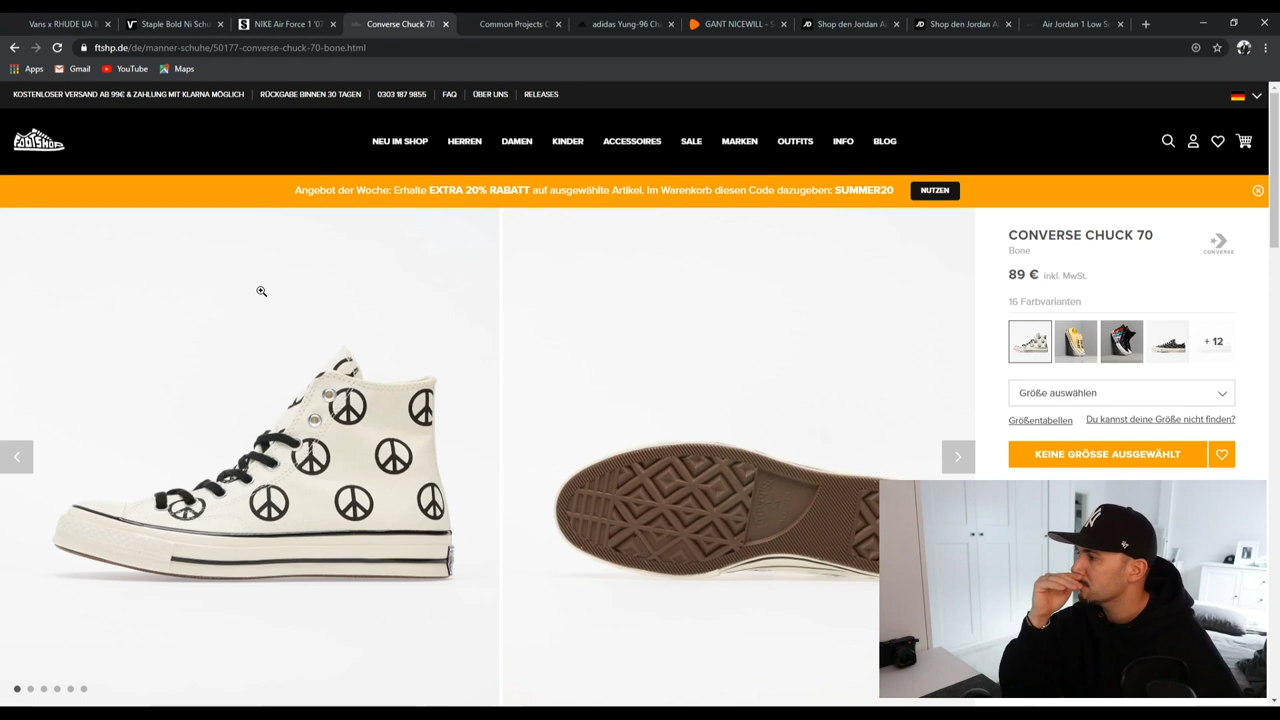 Vans x RHUDE UA B
Staple Bold Ni Schu
NIKE Air Force 1 '07
Converse Chuck 70
Common Projects C
adidas Yung-96 Ch
GANT NICEWILL - S
Shop den Jordan A
Shop den Jordan A
Air Jordan 1 Low S
ftshp.de/de/manner-schuhe/50177-converse-chuck-70-bone.html
Apps Gmail YouTube Maps
KOSTENLOSER VERSAND AB 99€ & ZAHLUNG MIT KLARNA MÖGLICH RÜCKGABE BINNEN 30 TAGEN 0303 187 9855 FAQ ÜBER UNS RELEASES
FOOTSHOP
NEU IM SHOP HERREN DAMEN KINDER ACCESSOIRES SALE MARKEN OUTFITS INFO BLOG
Angebot der Woche: Erhalte EXTRA 20% RABATT auf ausgewählte Artikel. Im Warenkorb diesen Code dazugeben: SUMMER20 NUTZEN
CONVERSE CHUCK 70
CONVERSE
Bone
89 € inkl. MwSt.
16 Farbvarianten
+ 12
Größe auswählen
Größentabellen Du kannst deine Größe nicht finden?
KEINE GRÖSSE AUSGEWÄHLT